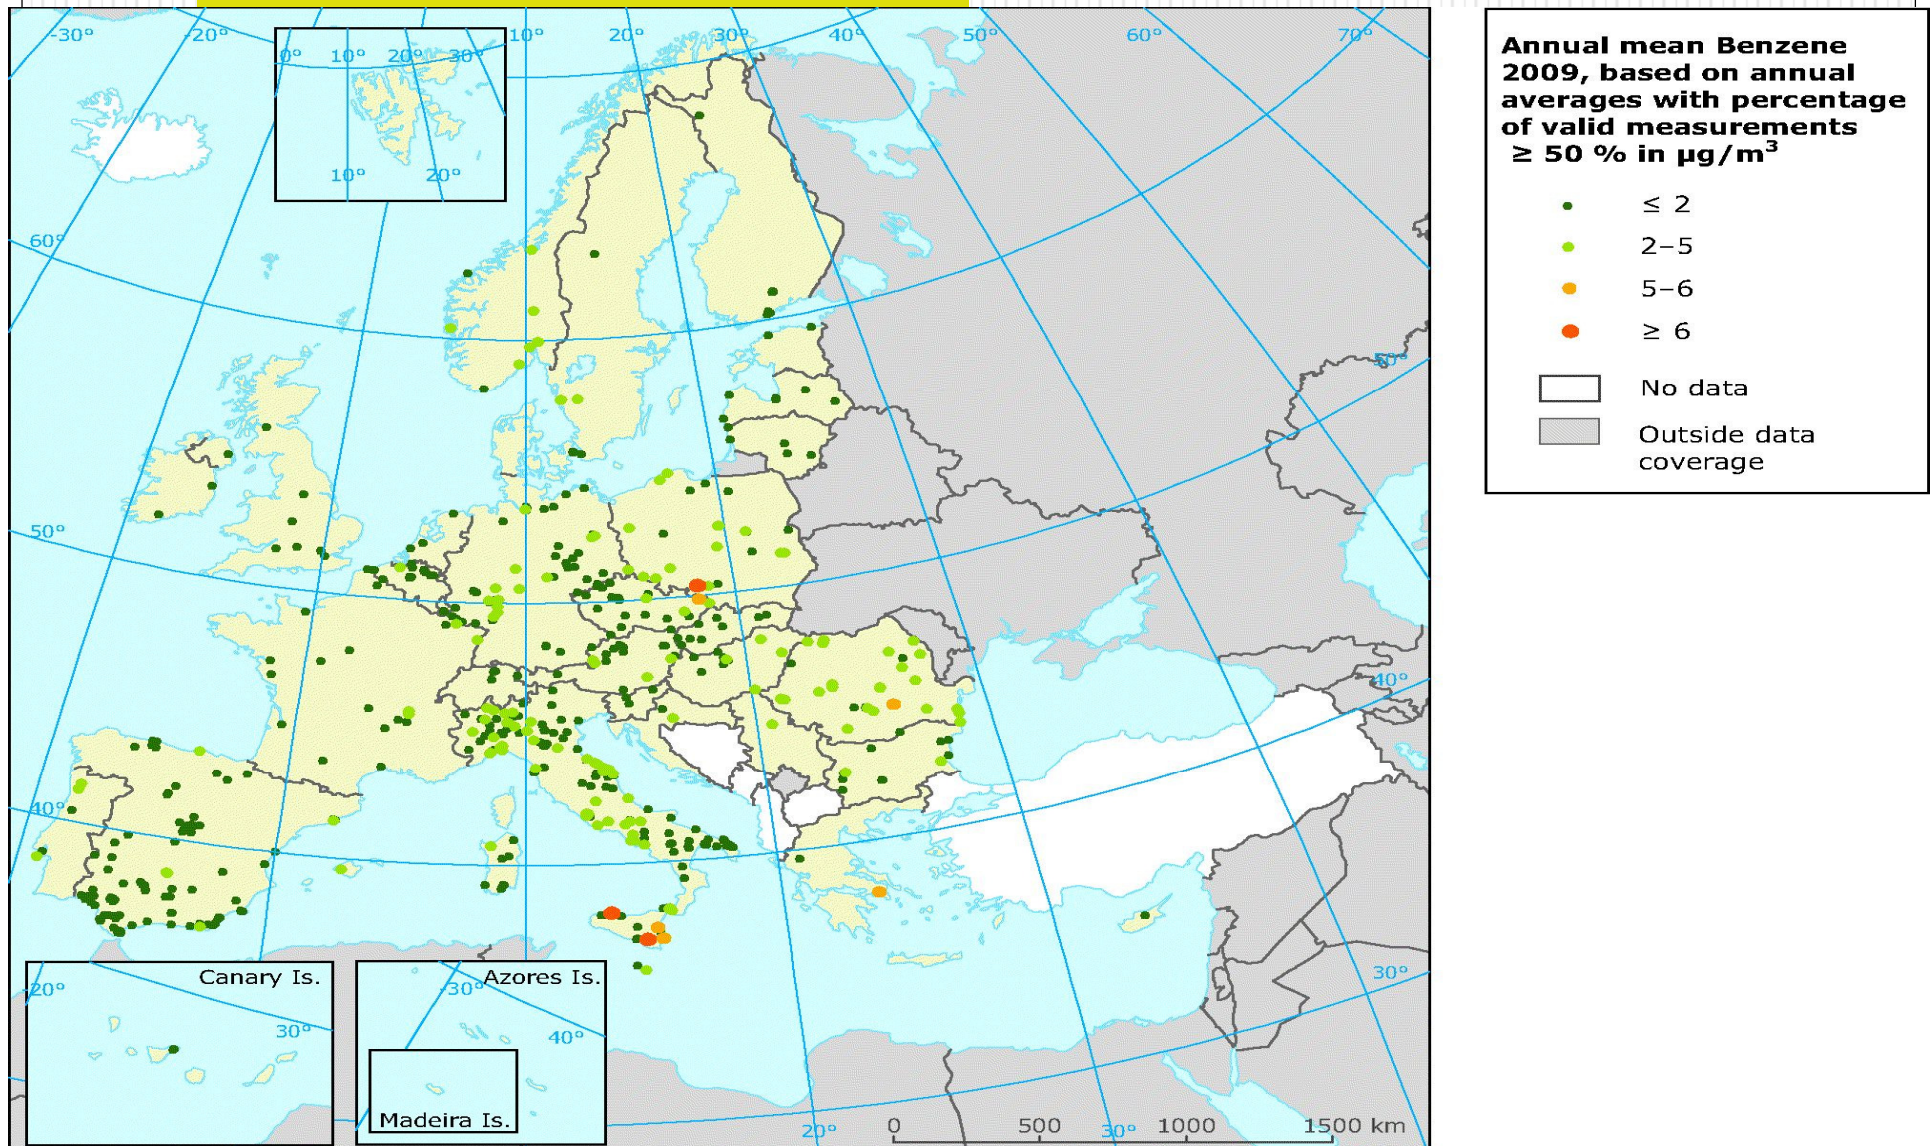 -30°
-20°
0°
10°
20°
30°
10°
20°
10°
20°
30°
40°
50°
60°
70°
60°
50°
50°
40°
40°
30°
20°
30°
Canary Is.
-20°
30°
Azores Is.
-30°
40°
Madeira Is.
0 500 1000 1500 km
Annual mean Benzene
2009, based on annual
averages with percentage
of valid measurements
≥ 50 % in µg/m³
≤ 2
2–5
5–6
≥ 6
No data
Outside data
coverage